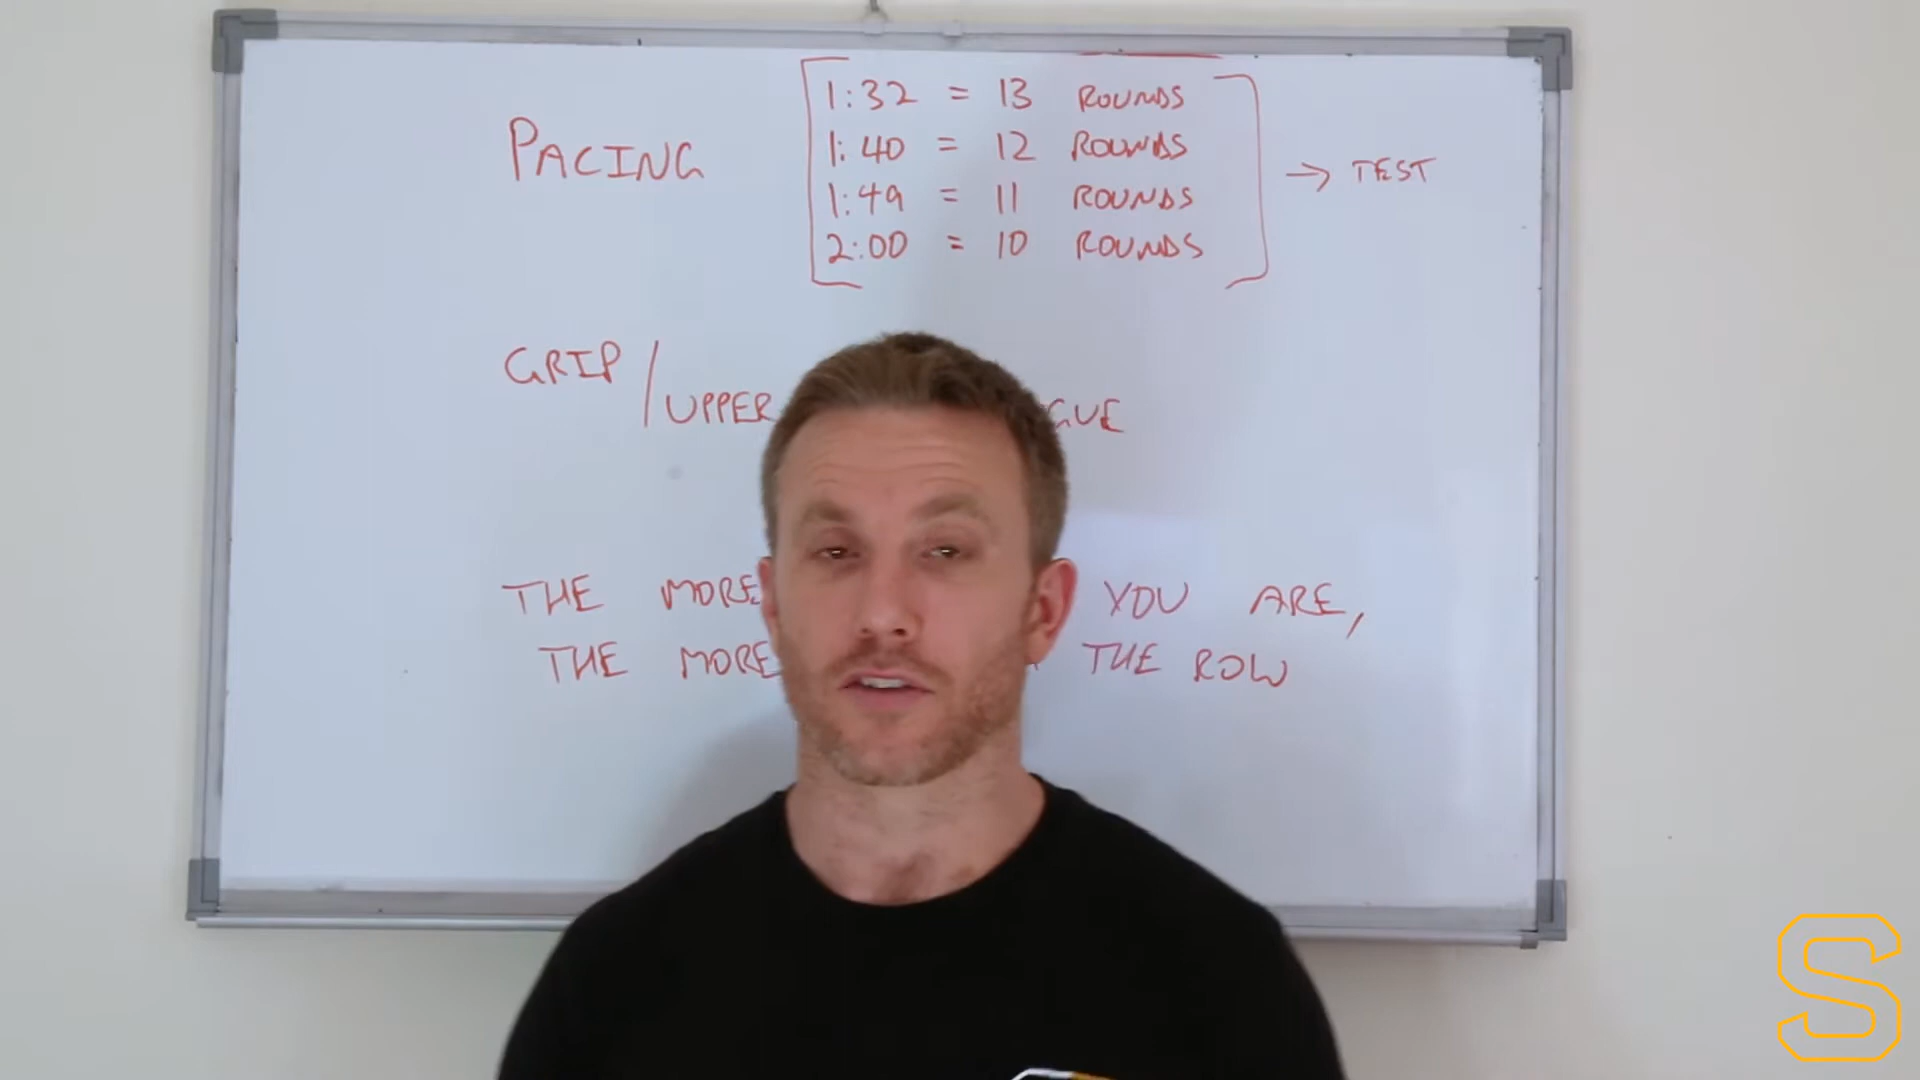 PACING
1:32 = 13 ROUNDS
1:40 = 12 ROUNDS
1:49 = 11 ROUNDS
2:00 = 10 ROUNDS
→ TEST
GRIP / UPPER
THE MORE YOU ARE,
THE MORE THE ROW
S